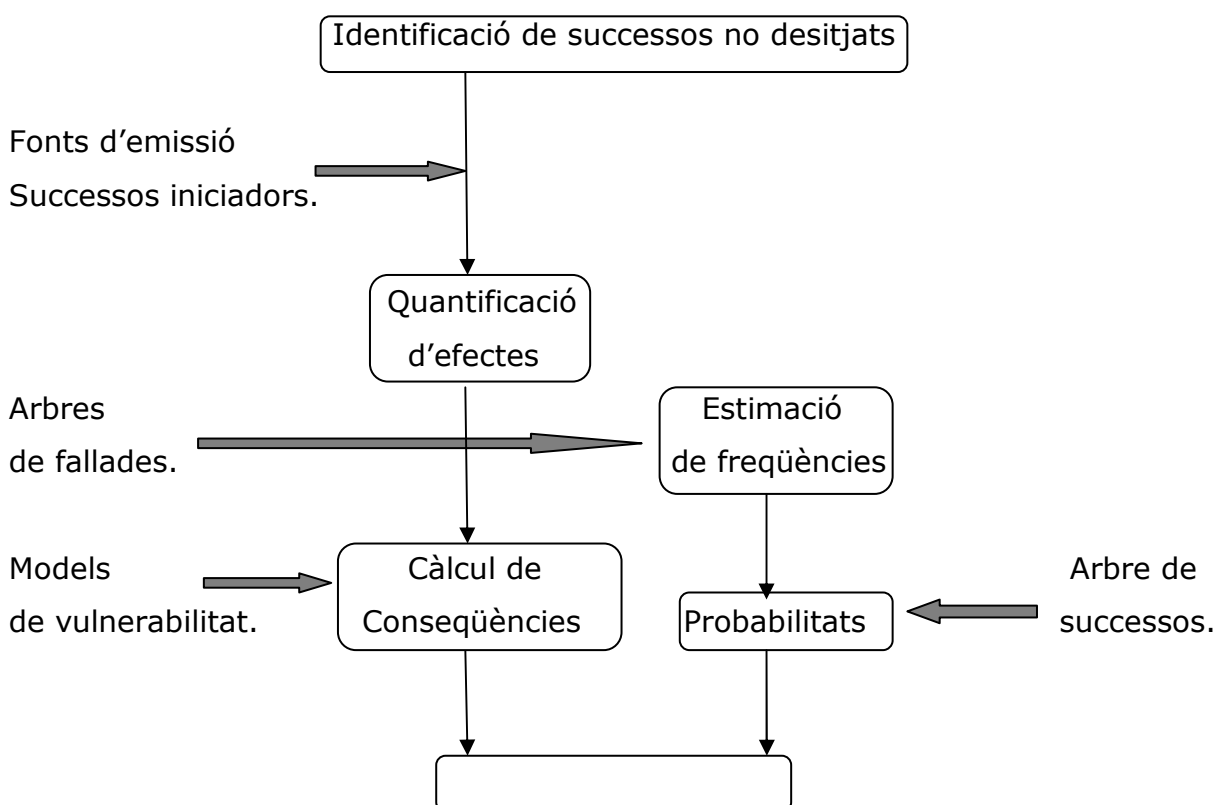 Identificació de successos no desitjats
Fonts d’emissió
Successos iniciadors.
Quantificació
d’efectes
Arbres
de fallades.
Estimació
de freqüències
Models
de vulnerabilitat.
Càlcul de
Conseqüències
Probabilitats
Arbre de
successos.